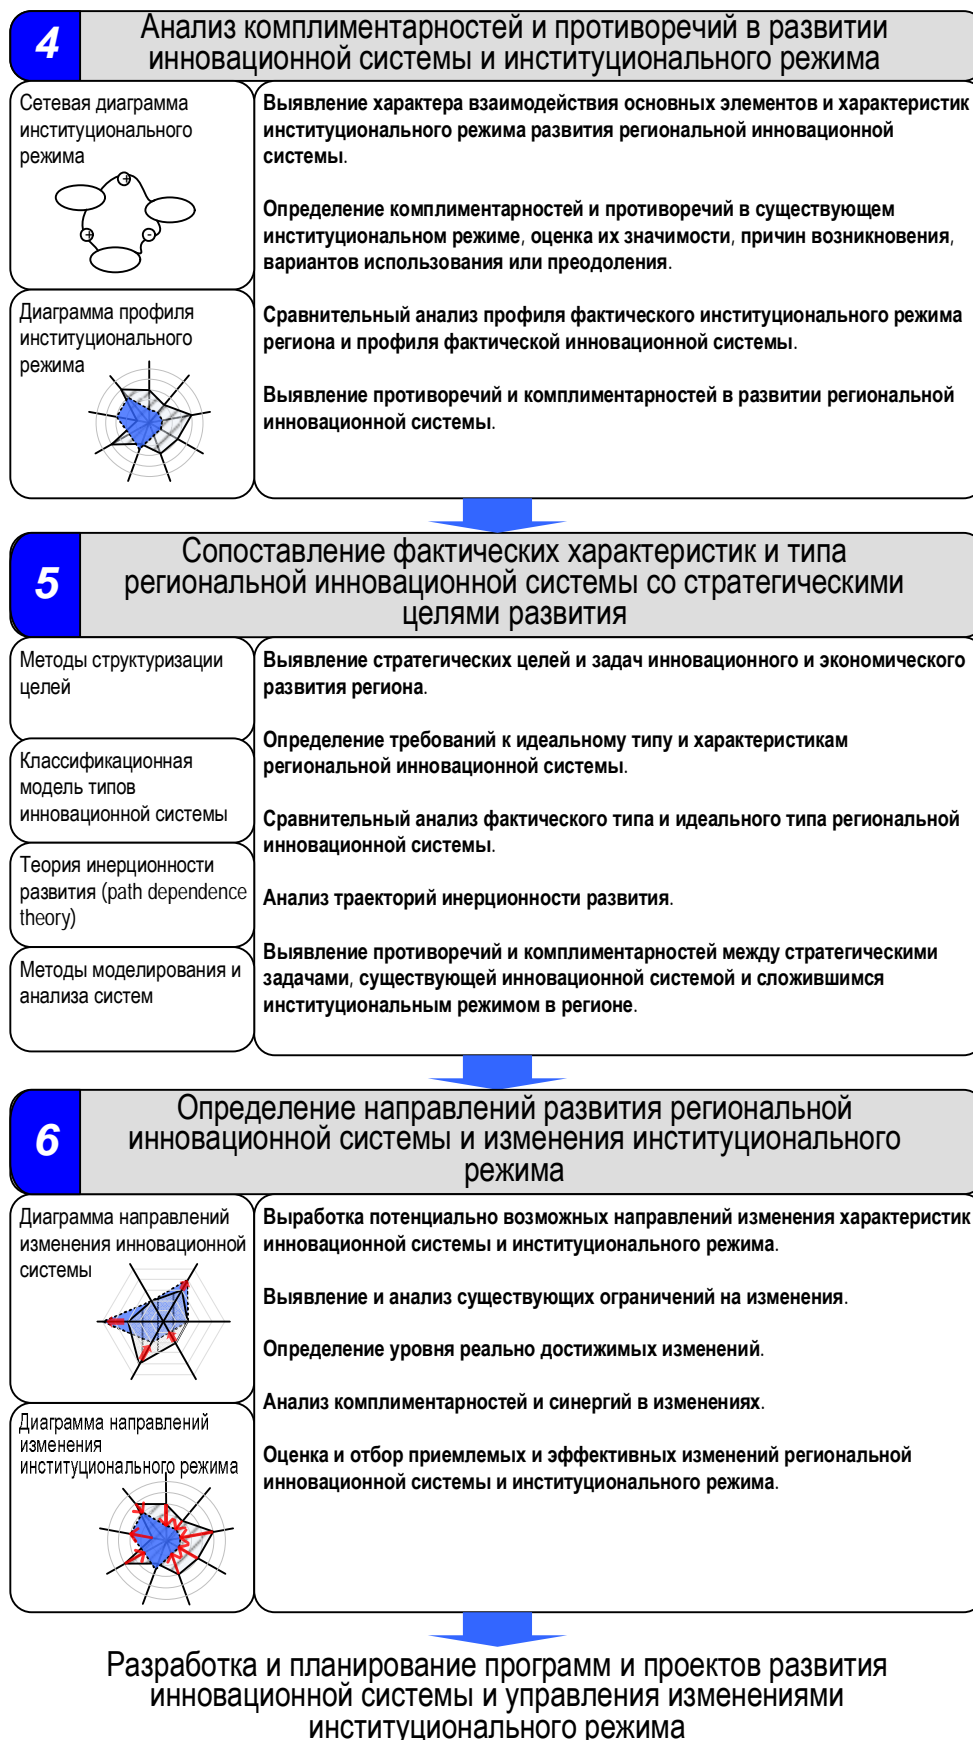 4
Анализ комплиментарностей и противоречий в развитии
инновационной системы и институционального режима
Сетевая диаграмма
институционального
режима
+
+
-
Диаграмма профиля
институционального
режима
Выявление характера взаимодействия основных элементов и характеристик
институционального режима развития региональной инновационной
системы.
Определение комплиментарностей и противоречий в существующем
институциональном режиме, оценка их значимости, причин возникновения,
вариантов использования или преодоления.
Сравнительный анализ профиля фактического институционального режима
региона и профиля фактической инновационной системы.
Выявление противоречий и комплиментарностей в развитии региональной
инновационной системы.
5
Сопоставление фактических характеристик и типа
региональной инновационной системы со стратегическими
целями развития
Методы структуризации
целей
Классификационная
модель типов
инновационной системы
Теория инерционности
развития (path dependence
theory)
Методы моделирования и
анализа систем
Выявление стратегических целей и задач инновационного и экономического
развития региона.
Определение требований к идеальному типу и характеристикам
региональной инновационной системы.
Сравнительный анализ фактического типа и идеального типа региональной
инновационной системы.
Анализ траекторий инерционности развития.
Выявление противоречий и комплиментарностей между стратегическими
задачами, существующей инновационной системой и сложившимся
институциональным режимом в регионе.
6
Определение направлений развития региональной
инновационной системы и изменения институционального
режима
Диаграмма направлений
изменения инновационной
системы
Диаграмма направлений
изменения
институционального режима
Выработка потенциально возможных направлений изменения характеристик
инновационной системы и институционального режима.
Выявление и анализ существующих ограничений на изменения.
Определение уровня реально достижимых изменений.
Анализ комплиментарностей и синергий в изменениях.
Оценка и отбор приемлемых и эффективных изменений региональной
инновационной системы и институционального режима.
Разработка и планирование программ и проектов развития
инновационной системы и управления изменениями
институционального режима